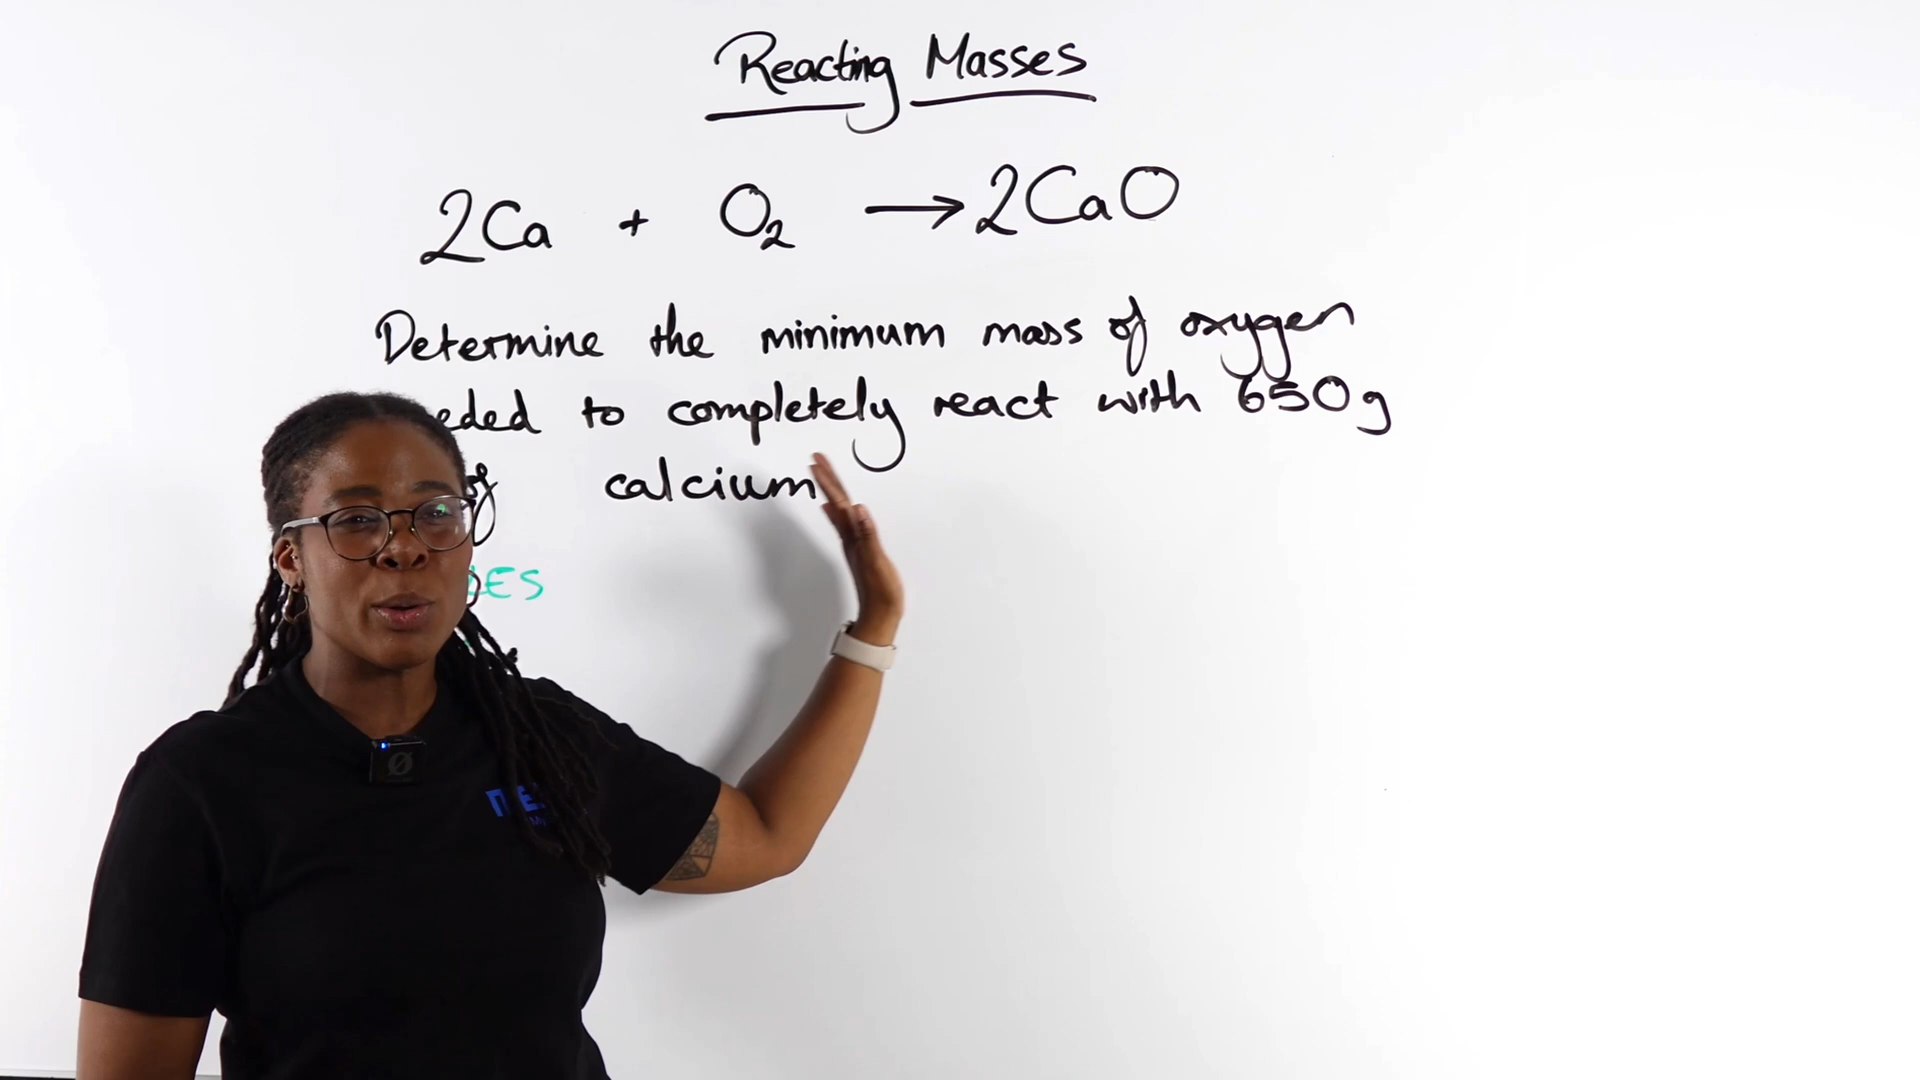 Reacting Masses
2Ca + O₂ → 2CaO
Determine the minimum mass of oxygen
eded to completely react with 650g
of calcium
ES